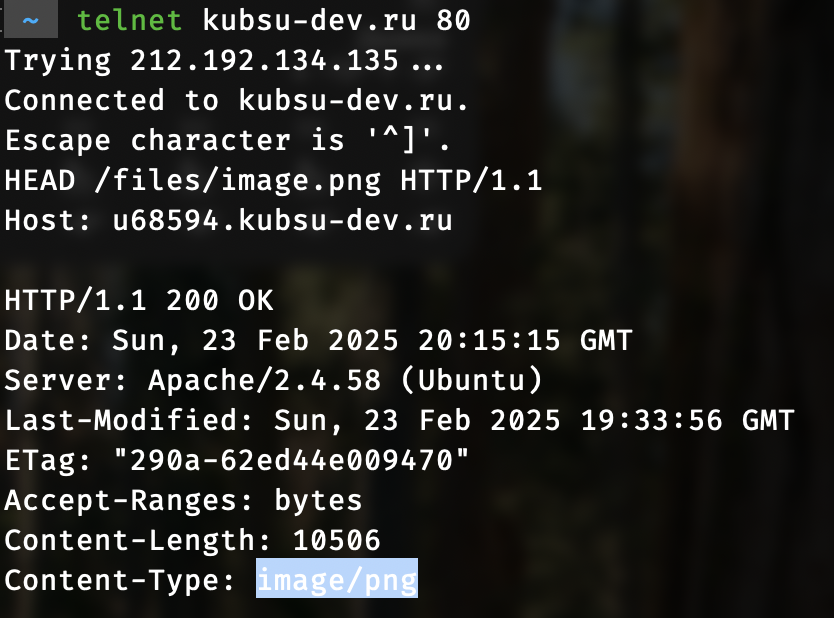 ~ telnet kubsu-dev.ru 80
Trying 212.192.134.135...
Connected to kubsu-dev.ru.
Escape character is '^]'.
HEAD /files/image.png HTTP/1.1
Host: u68594.kubsu-dev.ru
HTTP/1.1 200 OK
Date: Sun, 23 Feb 2025 20:15:15 GMT
Server: Apache/2.4.58 (Ubuntu)
Last-Modified: Sun, 23 Feb 2025 19:33:56 GMT
ETag: "290a-62ed44e009470"
Accept-Ranges: bytes
Content-Length: 10506
Content-Type: image/png